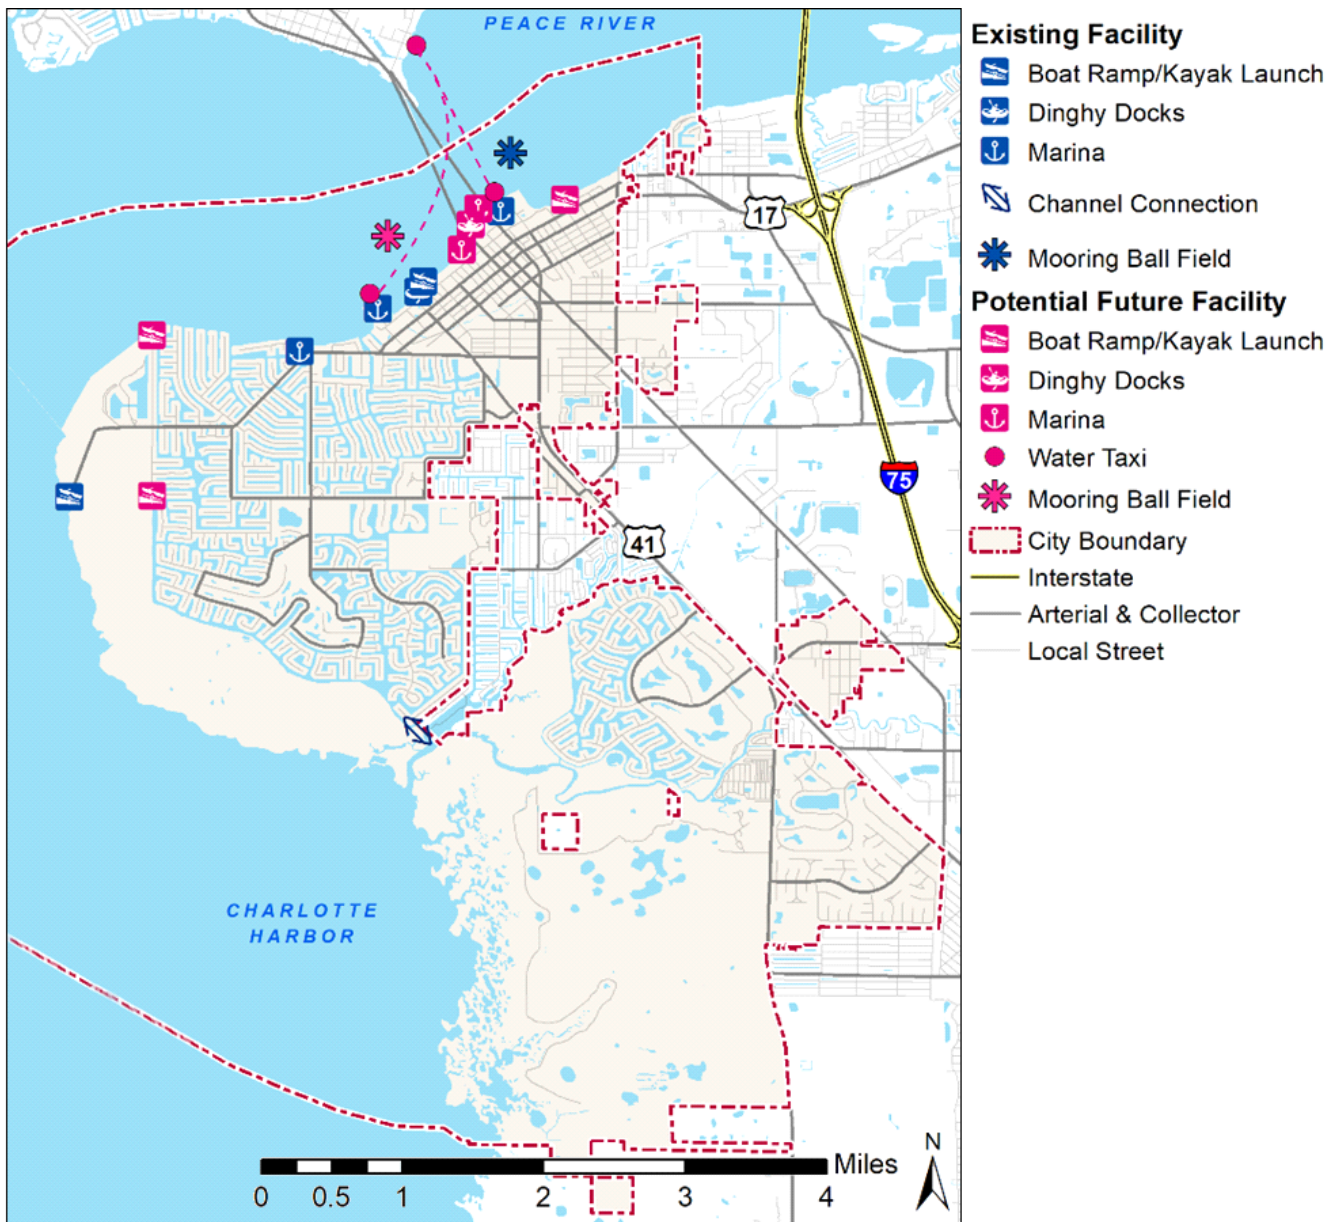 PEACE RIVER
17
75
41
CHARLOTTE
HARBOR
N
Miles
0 0.5 1 2 3 4
Existing Facility
Boat Ramp/Kayak Launch
Dinghy Docks
Marina
Channel Connection
Mooring Ball Field
Potential Future Facility
Boat Ramp/Kayak Launch
Dinghy Docks
Marina
Water Taxi
Mooring Ball Field
City Boundary
Interstate
Arterial & Collector
Local Street